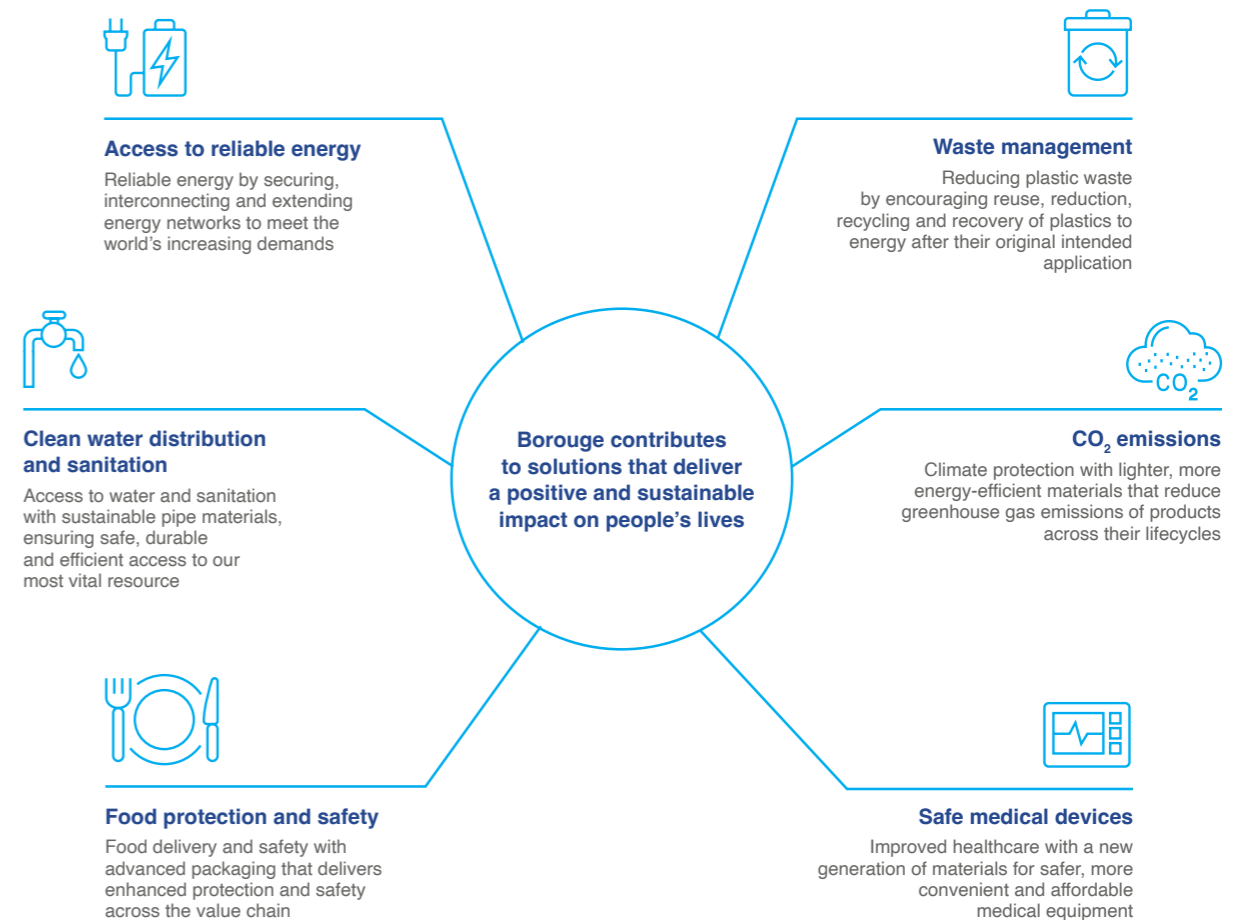 Access to reliable energy
Reliable energy by securing,
interconnecting and extending
energy networks to meet the
world's increasing demands
Waste management
Reducing plastic waste
by encouraging reuse, reduction,
recycling and recovery of plastics to
energy after their original intended
application
Clean water distribution
and sanitation
Access to water and sanitation
with sustainable pipe materials,
ensuring safe, durable
and efficient access to our
most vital resource
Borouge contributes
to solutions that deliver
a positive and sustainable
impact on people's lives
CO₂
CO₂ emissions
Climate protection with lighter, more
energy-efficient materials that reduce
greenhouse gas emissions of products
across their lifecycles
Food protection and safety
Food delivery and safety with
advanced packaging that delivers
enhanced protection and safety
across the value chain
Safe medical devices
Improved healthcare with a new
generation of materials for safer, more
convenient and affordable
medical equipment